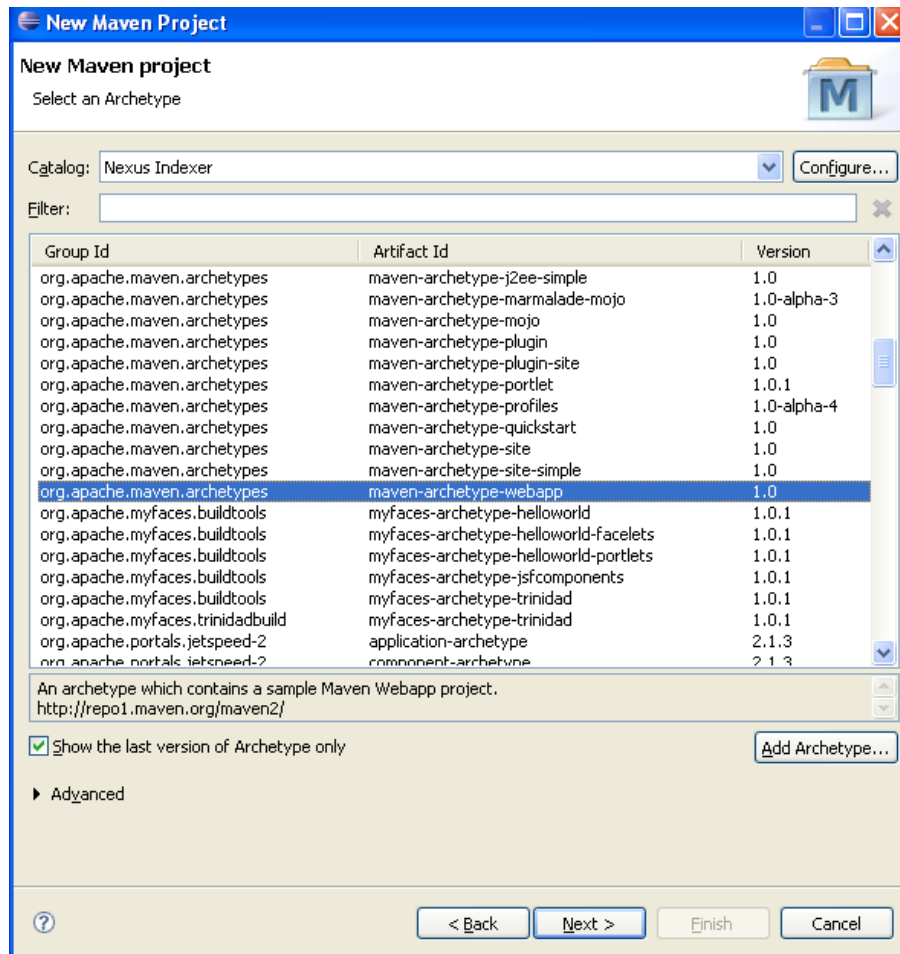 New Maven Project
New Maven project
Select an Archetype
M
Catalog: Nexus Indexer Configure...
Filter:
Group Id Artifact Id Version
org.apache.maven.archetypes maven-archetype-j2ee-simple 1.0
org.apache.maven.archetypes maven-archetype-marmalade-mojo 1.0-alpha-3
org.apache.maven.archetypes maven-archetype-mojo 1.0
org.apache.maven.archetypes maven-archetype-plugin 1.0
org.apache.maven.archetypes maven-archetype-plugin-site 1.0
org.apache.maven.archetypes maven-archetype-portlet 1.0.1
org.apache.maven.archetypes maven-archetype-profiles 1.0-alpha-4
org.apache.maven.archetypes maven-archetype-quickstart 1.0
org.apache.maven.archetypes maven-archetype-site 1.0
org.apache.maven.archetypes maven-archetype-site-simple 1.0
org.apache.maven.archetypes maven-archetype-webapp 1.0
org.apache.myfaces.buildtools myfaces-archetype-helloworld 1.0.1
org.apache.myfaces.buildtools myfaces-archetype-helloworld-facelets 1.0.1
org.apache.myfaces.buildtools myfaces-archetype-helloworld-portlets 1.0.1
org.apache.myfaces.buildtools myfaces-archetype-jsfcomponents 1.0.1
org.apache.myfaces.buildtools myfaces-archetype-trinidad 1.0.1
org.apache.myfaces.trinidadbuild myfaces-archetype-trinidad 1.0.1
org.apache.portals.jetspeed-2 application-archetype 2.1.3
org.apache.portals.jetspeed-2 component-archetype 2.1.3
An archetype which contains a sample Maven Webapp project.
http://repo1.maven.org/maven2/
Show the last version of Archetype only Add Archetype...
Advanced
? < Back Next > Finish Cancel